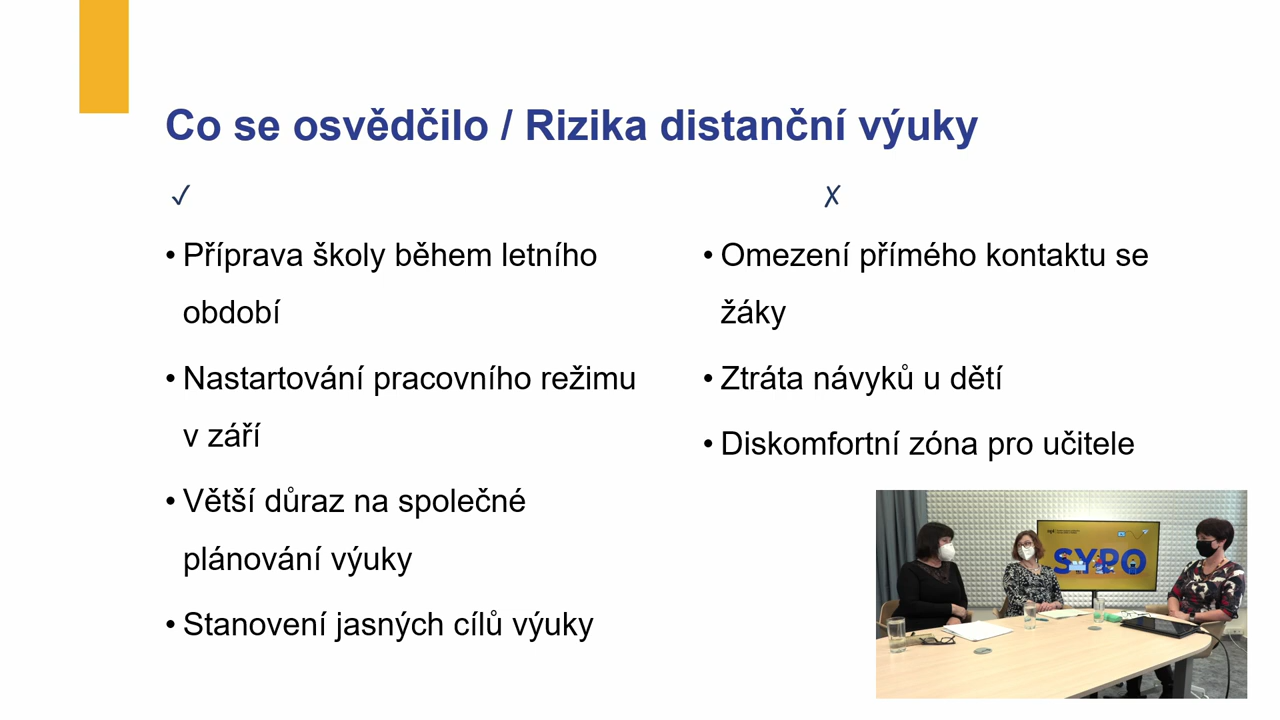 Co se osvědčilo / Rizika distanční výuky
✓
• Příprava školy během letního
období
• Nastartování pracovního režimu
v září
• Větší důraz na společné
plánování výuky
• Stanovení jasných cílů výuky
✗
• Omezení přímého kontaktu se
žáky
• Ztráta návyků u dětí
• Diskomfortní zóna pro učitele
SYPO